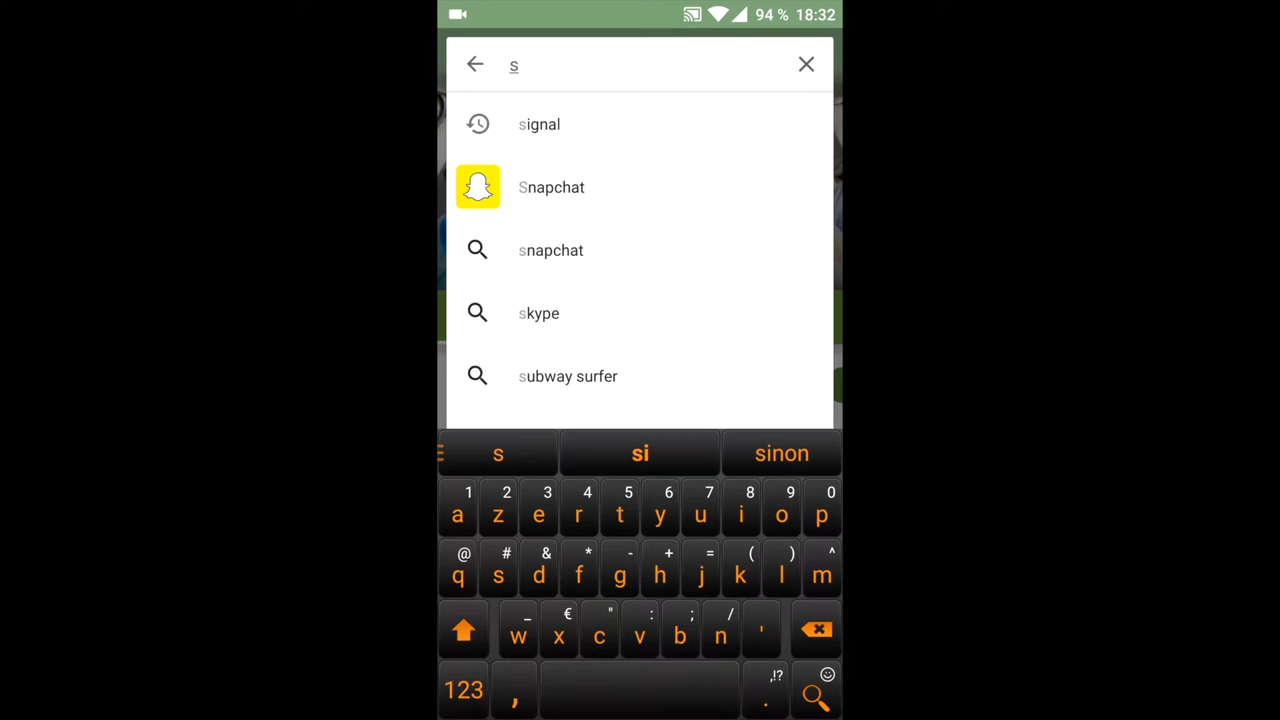 94 % 18:32
s
signal
Snapchat
snapchat
skype
subway surfer
s si sinon
1 2 3 4 5 6 7 8 9 0
a z e r t y u i o p
@ # & * - + = ( ) ^
q s d f g h j k l m
_ € " : ; /
w x c v b n '
,!?
123 , .